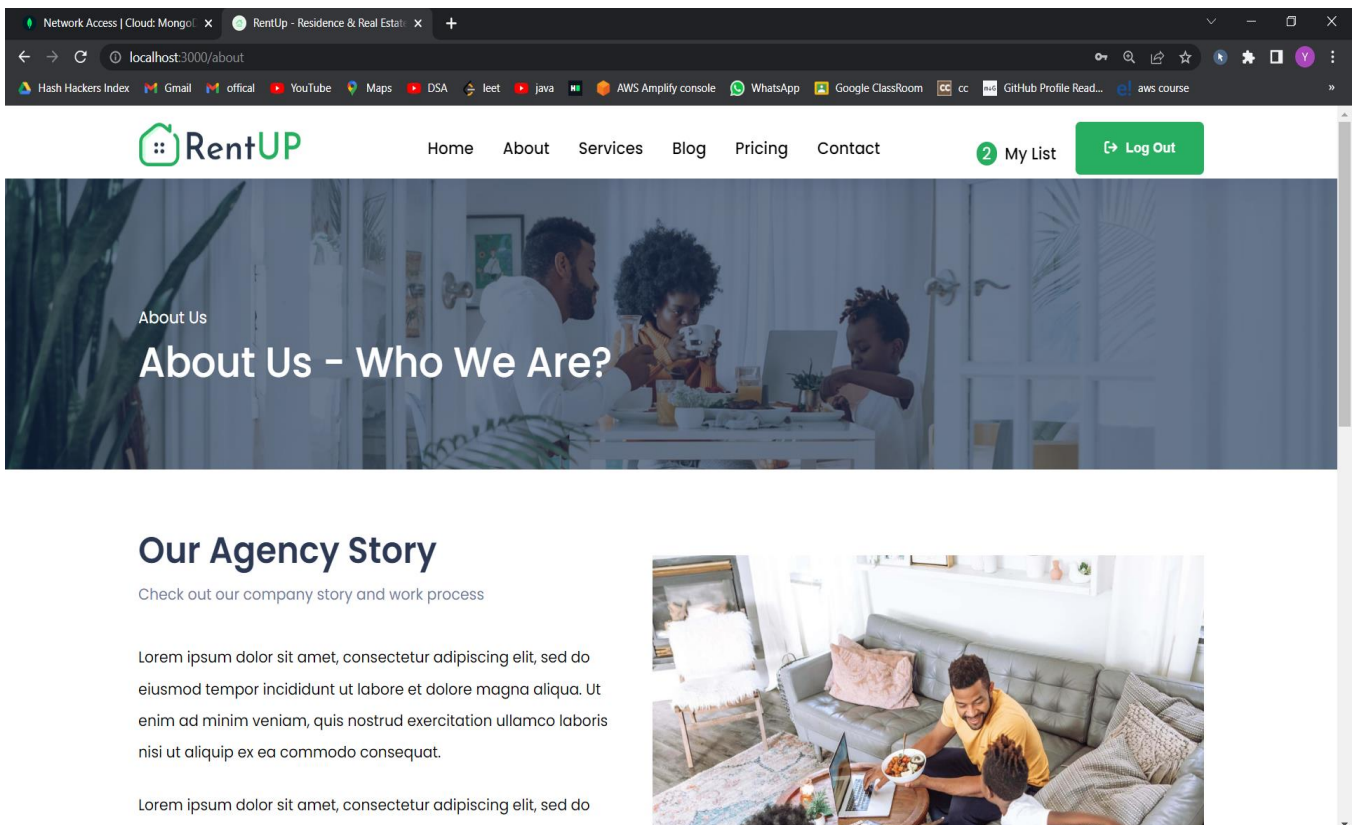 Network Access | Cloud: MongoD
RentUp - Residence & Real Estate
localhost:3000/about
Y
Hash Hackers Index Gmail offical YouTube Maps DSA leet java AWS Amplify console WhatsApp Google ClassRoom cc cc GitHub Profile Read... e! aws course »
RentUP
Home About Services Blog Pricing Contact
2 My List
Log Out
About Us
About Us - Who We Are?
Our Agency Story
Check out our company story and work process
Lorem ipsum dolor sit amet, consectetur adipiscing elit, sed do
eiusmod tempor incididunt ut labore et dolore magna aliqua. Ut
enim ad minim veniam, quis nostrud exercitation ullamco laboris
nisi ut aliquip ex ea commodo consequat.
Lorem ipsum dolor sit amet, consectetur adipiscing elit, sed do